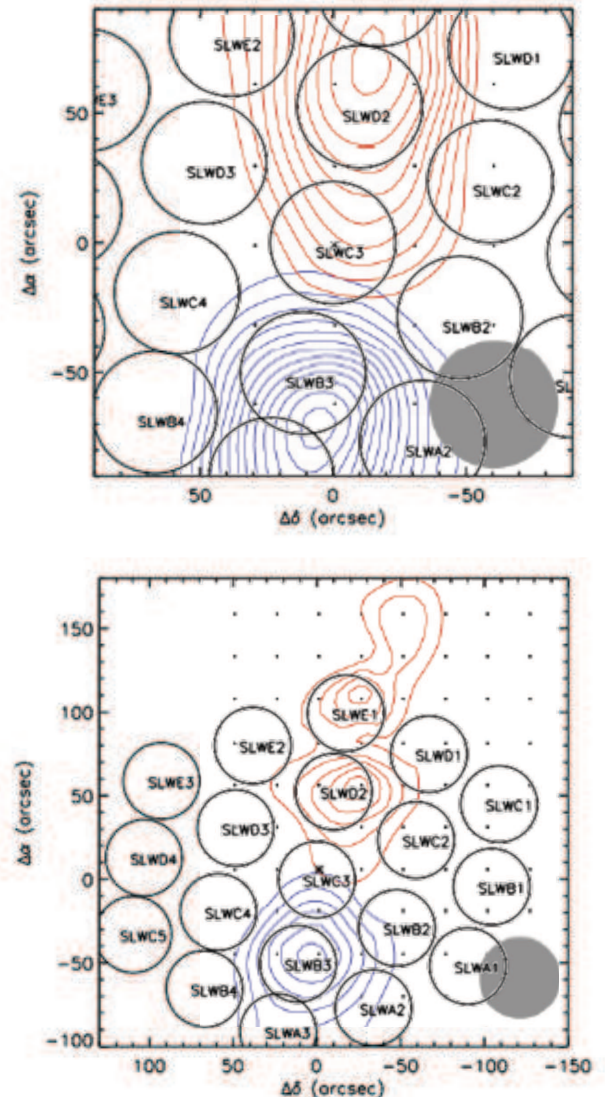 SLWE2
SLWD1
50
WE3
SLWD2
SLWD3
SLWC2
Δα (arcsec)
0
SLWC3
SLWC4
SLWB2
-50
SLWB3
SL
SLWB4
SLWA2
50
0
-50
Δδ (arcsec)
150
100
SLWE1
SLWE2
SLWD1
SLWE3
50
SLWD2
SLWC1
Δα (arcsec)
SLWD3
SLWC2
SLWD4
0
SLWC3
SLWB1
SLWC4
SLWC5
SLWB2
-50
SLWB3
SLWA1
SLWB4
SLWA2
SLWA3
-100
100
50
0
-50
-100
-150
Δδ (arcsec)